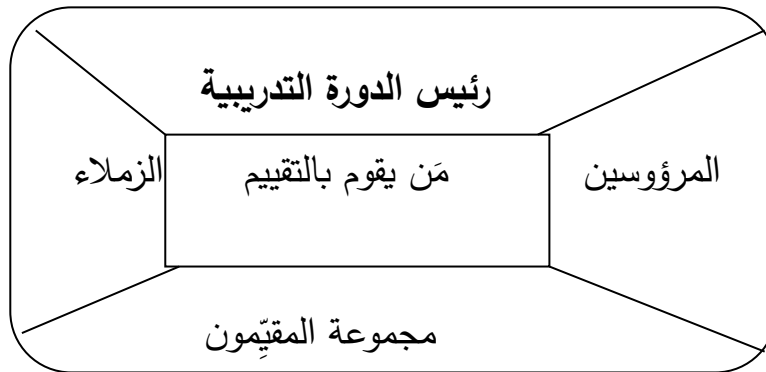 رئيس الدورة التدريبية
المرؤوسين
مَن يقوم بالتقييم
الزملاء
مجموعة المقيِّمون